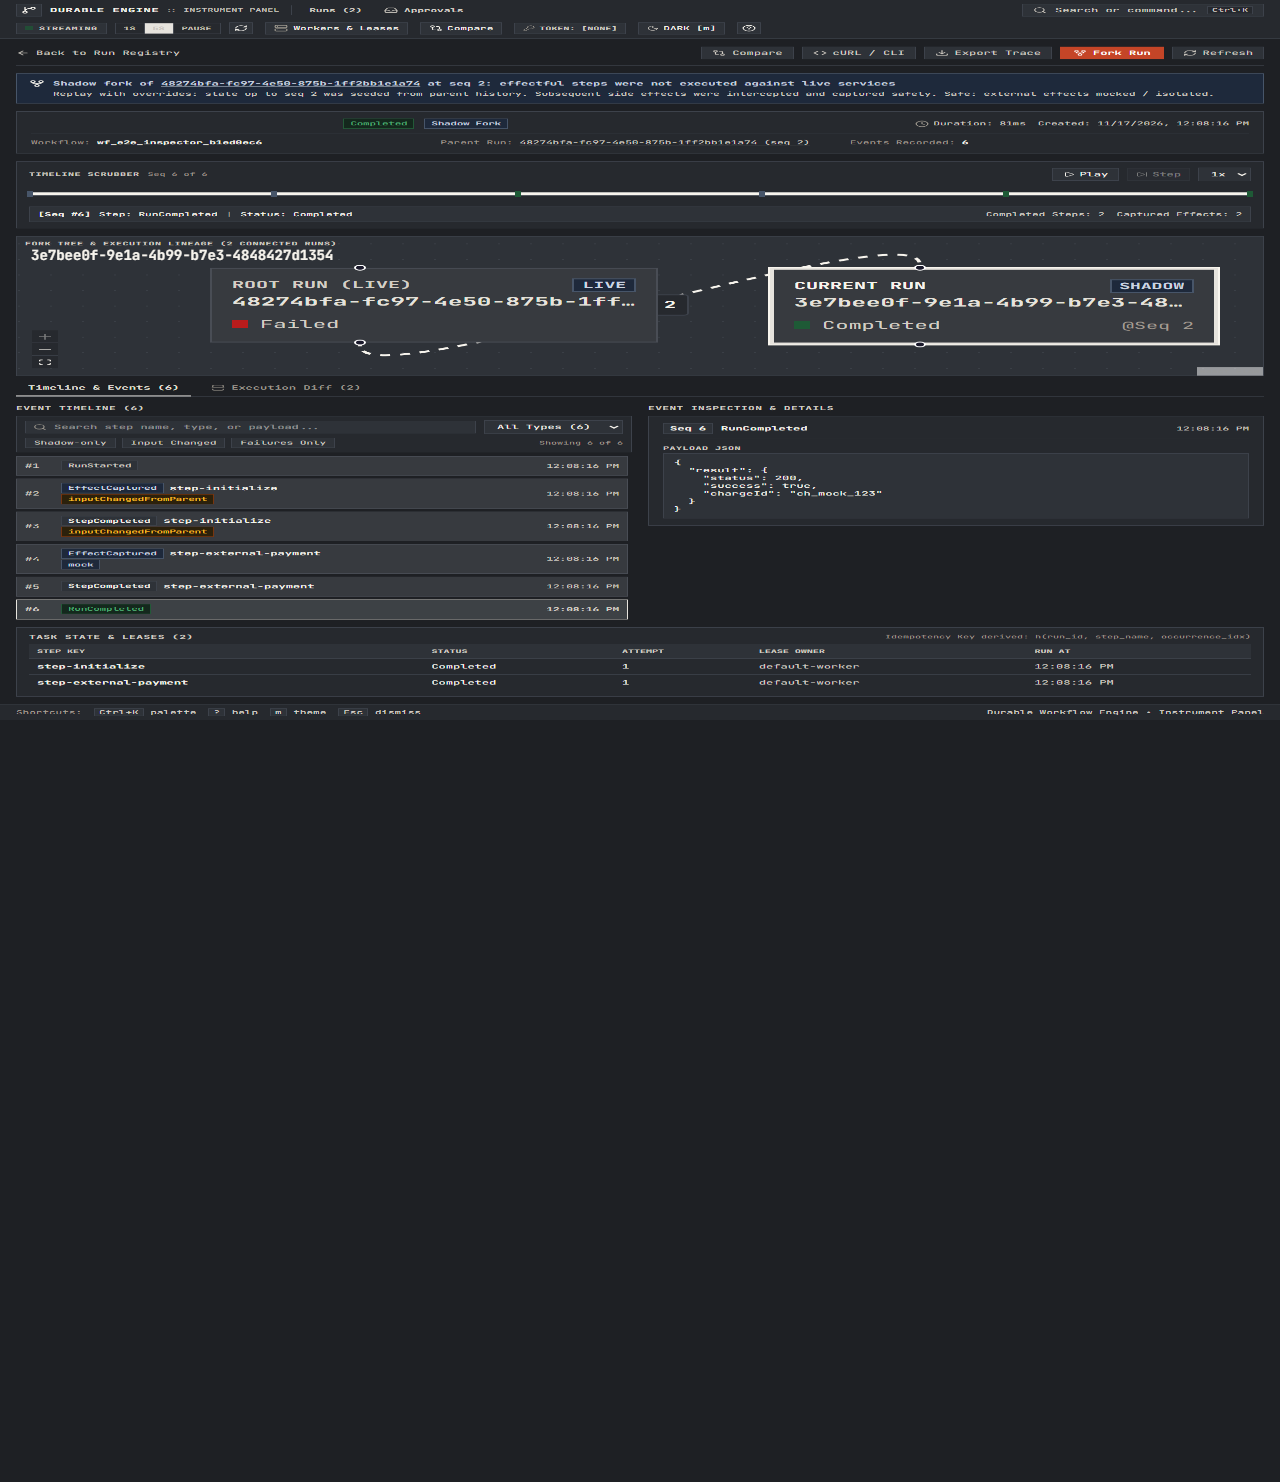 DURABLE ENGINE :: INSTRUMENT PANEL Runs (2) Approvals Search or command... Ctrl+K
STREAMING 1S PAUSE Workers & Leases Compare TOKEN: [NONE] DARK [m]
Back to Run Registry Compare <> cURL / CLI Export Trace Fork Run Refresh
Shadow fork of 48274bfa-fc97-4e50-875b-1ff2bb1e1a74 at seq 2: effectful steps were not executed against live services
Replay with overrides: state up to seq 2 was seeded from parent history. Subsequent side effects were intercepted and captured safely. Safe: external effects mocked / isolated.
3e7bee0f-9e1a-4b99-b7e3-4848427d1354 Completed Shadow Fork Duration: 81ms Created: 11/17/2026, 12:08:16 PM
Workflow: wf_e2e_inspector_b1ed0ec6 Parent Run: 48274bfa-fc97-4e50-875b-1ff2bb1e1a74 (seq 2) Events Recorded: 6
TIMELINE SCRUBBER Seq 6 of 6 Play Step 1x
[Seq #6] Step: RunCompleted | Status: Completed Completed Steps: 2 Captured Effects: 2
FORK TREE & EXECUTION LINEAGE (2 CONNECTED RUNS)
ROOT RUN (LIVE) LIVE
48274bfa-fc97-4e50-875b-1ff…
Failed
2
CURRENT RUN SHADOW
3e7bee0f-9e1a-4b99-b7e3-48…
Completed @Seq 2
Timeline & Events (6) Execution Diff (2)
EVENT TIMELINE (6)
Search step name, type, or payload... All Types (6)
Shadow-only Input Changed Failures Only Showing 6 of 6
#1 RunStarted 12:08:16 PM
#2 EffectCaptured step-initialize 12:08:16 PM
inputChangedFromParent
#3 StepCompleted step-initialize 12:08:16 PM
inputChangedFromParent
#4 EffectCaptured step-external-payment 12:08:16 PM
mock
#5 StepCompleted step-external-payment 12:08:16 PM
#6 RunCompleted 12:08:16 PM
EVENT INSPECTION & DETAILS
Seq 6 RunCompleted 12:08:16 PM
PAYLOAD JSON
{
"result": {
"status": 200,
"success": true,
"chargeId": "ch_mock_123"
}
}
TASK STATE & LEASES (2) Idempotency Key derived: h(run_id, step_name, occurrence_idx)
STEP KEY STATUS ATTEMPT LEASE OWNER RUN AT
step-initialize Completed 1 default-worker 12:08:16 PM
step-external-payment Completed 1 default-worker 12:08:16 PM
Shortcuts: Ctrl+K palette ? help m theme Esc dismiss Durable Workflow Engine • Instrument Panel